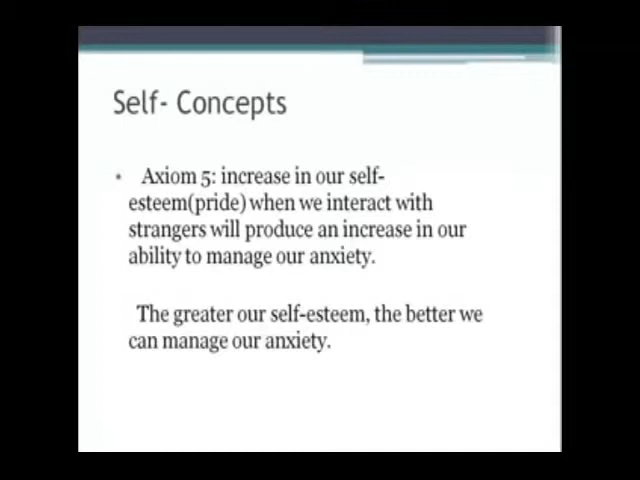 Self- Concepts
• Axiom 5: increase in our self-
esteem(pride) when we interact with
strangers will produce an increase in our
ability to manage our anxiety.
The greater our self-esteem, the better we
can manage our anxiety.